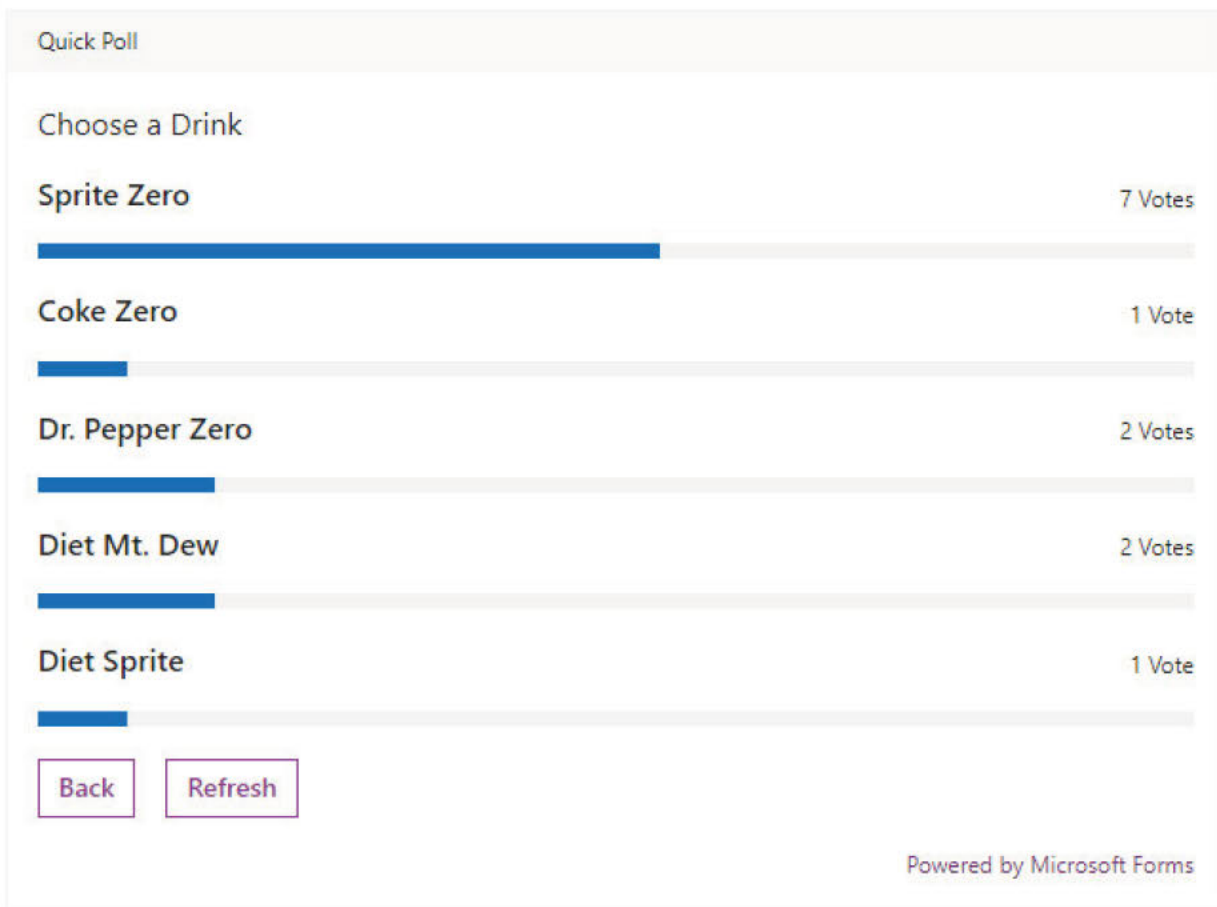 Quick Poll
Choose a Drink
Sprite Zero 7 Votes
Coke Zero 1 Vote
Dr. Pepper Zero 2 Votes
Diet Mt. Dew 2 Votes
Diet Sprite 1 Vote
Back Refresh
Powered by Microsoft Forms